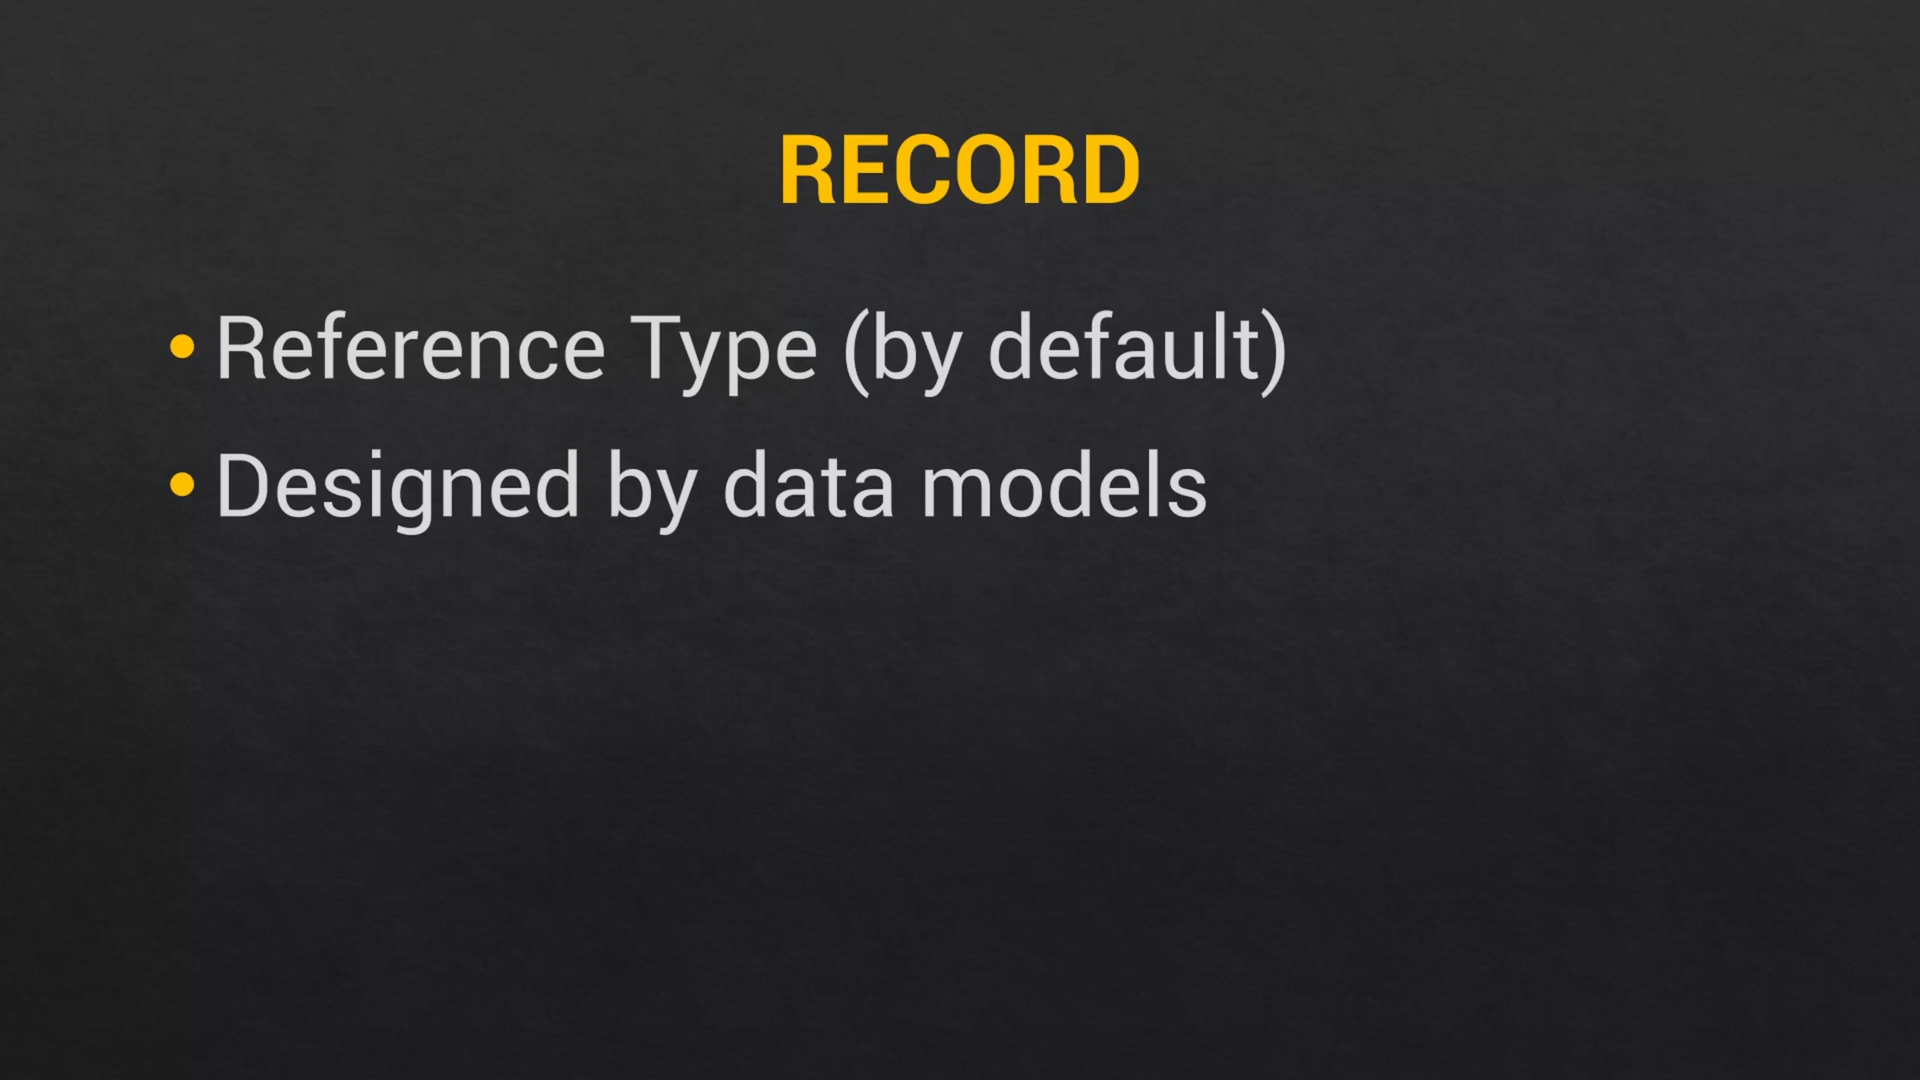 RECORD
• Reference Type (by default)
• Designed by data models